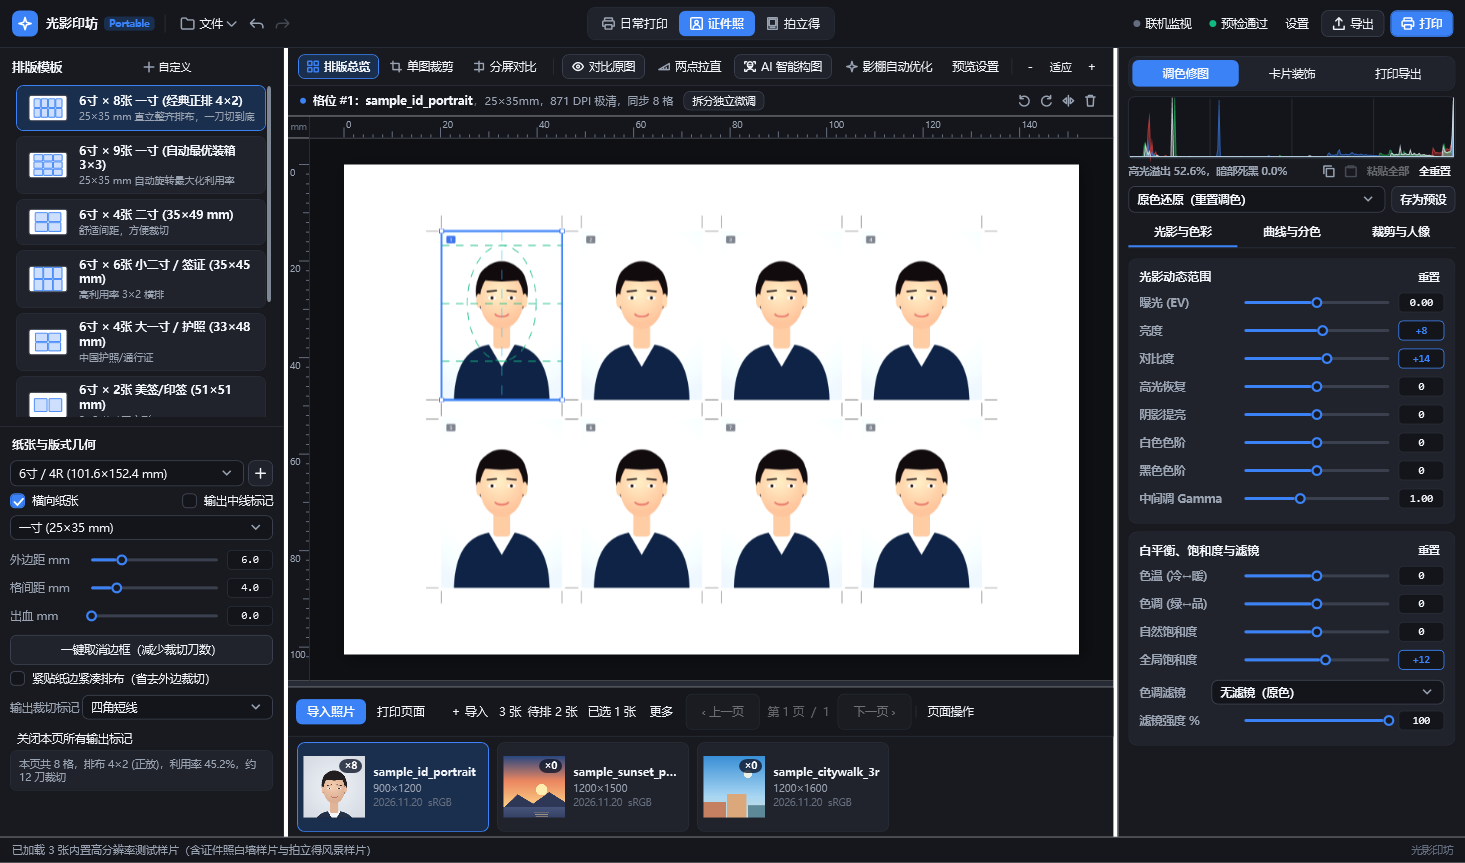 光影印坊 Portable 文件
日常打印 证件照 拍立得
联机监视 预检通过 设置 导出 打印
排版模板 自定义
6寸 × 8张 一寸 (经典正排 4×2)
25×35 mm 直立整齐排布，一刀切到底
6寸 × 9张 一寸 (自动最优装箱 3×3)
25×35 mm 自动旋转最大化利用率
6寸 × 4张 二寸 (35×49 mm)
舒适间距，方便裁切
6寸 × 6张 小二寸 / 签证 (35×45 mm)
高利用率 3×2 横排
6寸 × 4张 大一寸 / 护照 (33×48 mm)
中国护照/通行证
6寸 × 2张 美签/印签 (51×51 mm)
纸张与版式几何
6寸 / 4R (101.6×152.4 mm)
横向纸张 输出中线标记
一寸 (25×35 mm)
外边距 mm 6.0
格间距 mm 4.0
出血 mm 0.0
一键取消边框（减少裁切刀数）
紧贴纸边紧凑排布（省去外边裁切）
输出裁切标记 四角短线
关闭本页所有输出标记
本页共 8 格，排布 4×2 (正放)，利用率 45.2%，约 12 刀裁切
排版总览 单图裁剪 分屏对比 对比原图 两点拉直 AI 智能构图 影棚自动优化 预览设置 - 适应 +
格位 #1： sample_id_portrait，25×35mm，871 DPI 极清，同步 8 格 拆分独立微调
mm 0 20 40 60 80 100 120 140
0
20
40
60
80
100
1 2 3 4
5 6 7 8
导入照片 打印页面 + 导入 3 张 待排 2 张 已选 1 张 更多 ‹ 上一页 第 1 页 / 1 下一页 › 页面操作
×8 sample_id_portrait
900×1200
2026.11.20 sRGB
×0 sample_sunset_p...
1200×1500
2026.11.20 sRGB
×0 sample_citywalk_3r
1200×1600
2026.11.20 sRGB
调色修图 卡片装饰 打印导出
高光溢出 52.6%，暗部死黑 0.0% 粘贴全部 全重置
原色还原（重置调色） 存为预设
光影与色彩 曲线与分色 裁剪与人像
光影动态范围 重置
曝光 (EV) 0.00
亮度 +8
对比度 +14
高光恢复 0
阴影提亮 0
白色色阶 0
黑色色阶 0
中间调 Gamma 1.00
白平衡、饱和度与滤镜 重置
色温 (冷↔暖) 0
色调 (绿↔品) 0
自然饱和度 0
全局饱和度 +12
色调滤镜 无滤镜（原色）
滤镜强度 % 100
已加载 3 张内置高分辨率测试样片（含证件照白墙样片与拍立得风景样片） 光影印坊